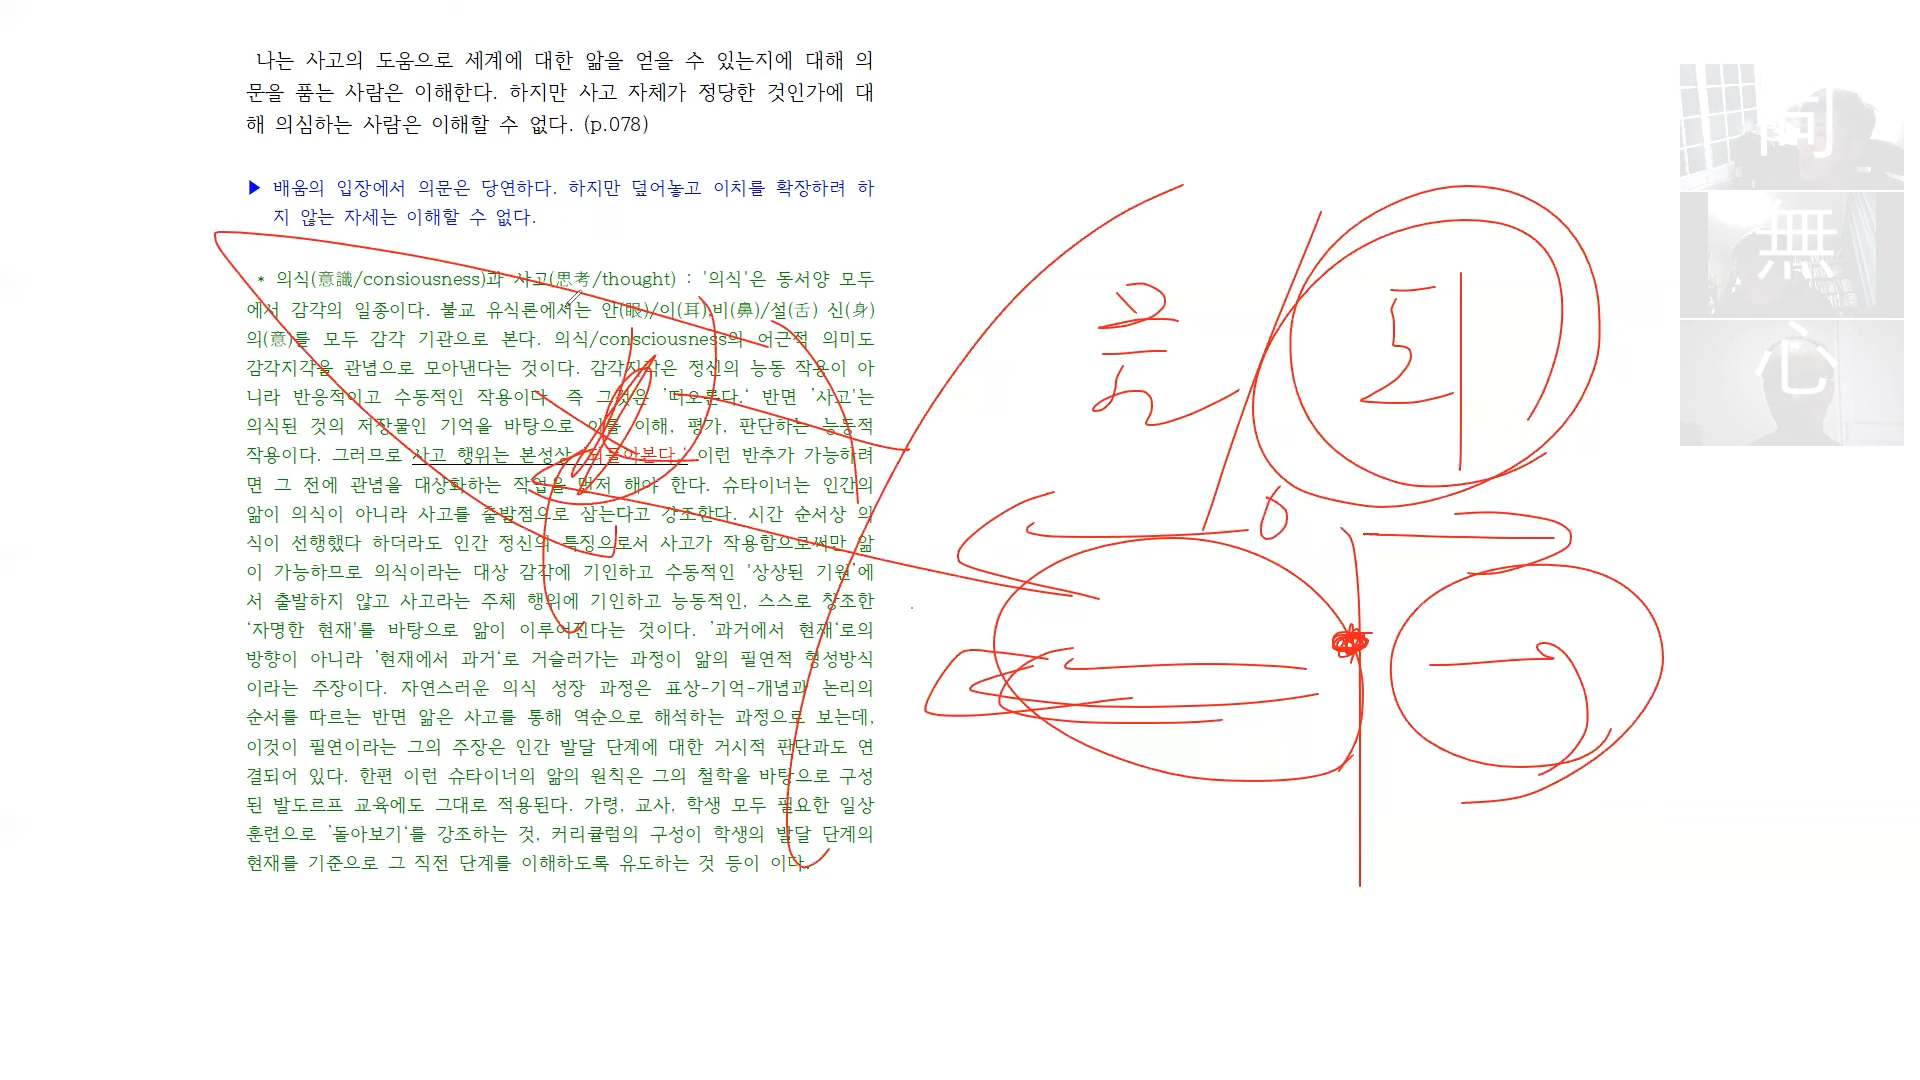 나는 사고의 도움으로 세계에 대한 앎을 얻을 수 있는지에 대해 의
문을 품는 사람은 이해한다. 하지만 사고 자체가 정당한 것인가에 대
해 의심하는 사람은 이해할 수 없다. (p.078)
▶ 배움의 입장에서 의문은 당연하다. 하지만 덮어놓고 이치를 확장하려 하
지 않는 자세는 이해할 수 없다.
* 의식(意識/consiousness)과 사고(思考/thought) : '의식'은 동서양 모두
에서 감각의 일종이다. 불교 유식론에서는 안(眼)/이(耳).비(鼻)/설(舌) 신(身)
의(意)를 모두 감각 기관으로 본다. 의식/consciousness의 어근적 의미도
감각지각을 관념으로 모아낸다는 것이다. 감각지각은 정신의 능동 작용이 아
니라 반응적이고 수동적인 작용이다. 즉 그것은 '떠오른다.' 반면 '사고'는
의식된 것의 저장물인 기억을 바탕으로 이를 이해, 평가, 판단하는 능동적
작용이다. 그러므로 사고 행위는 본성상 '되돌아본다.' 이런 반추가 가능하려
면 그 전에 관념을 대상화하는 작업을 먼저 해야 한다. 슈타이너는 인간의
앎이 의식이 아니라 사고를 출발점으로 삼는다고 강조한다. 시간 순서상 의
식이 선행했다 하더라도 인간 정신의 특징으로서 사고가 작용함으로써만 앎
이 가능하므로 의식이라는 대상 감각에 기인하고 수동적인 '상상된 기원'에
서 출발하지 않고 사고라는 주체 행위에 기인하고 능동적인, 스스로 창조한
'자명한 현재'를 바탕으로 앎이 이루어진다는 것이다. '과거에서 현재'로의
방향이 아니라 '현재에서 과거'로 거슬러가는 과정이 앎의 필연적 형성방식
이라는 주장이다. 자연스러운 의식 성장 과정은 표상-기억-개념과 논리의
순서를 따르는 반면 앎은 사고를 통해 역순으로 해석하는 과정으로 보는데,
이것이 필연이라는 그의 주장은 인간 발달 단계에 대한 거시적 판단과도 연
결되어 있다. 한편 이런 슈타이너의 앎의 원칙은 그의 철학을 바탕으로 구성
된 발도르프 교육에도 그대로 적용된다. 가령, 교사, 학생 모두 필요한 일상
훈련으로 '돌아보기'를 강조하는 것, 커리큘럼의 구성이 학생의 발달 단계의
현재를 기준으로 그 직전 단계를 이해하도록 유도하는 것 등이 이다.
問
無
心